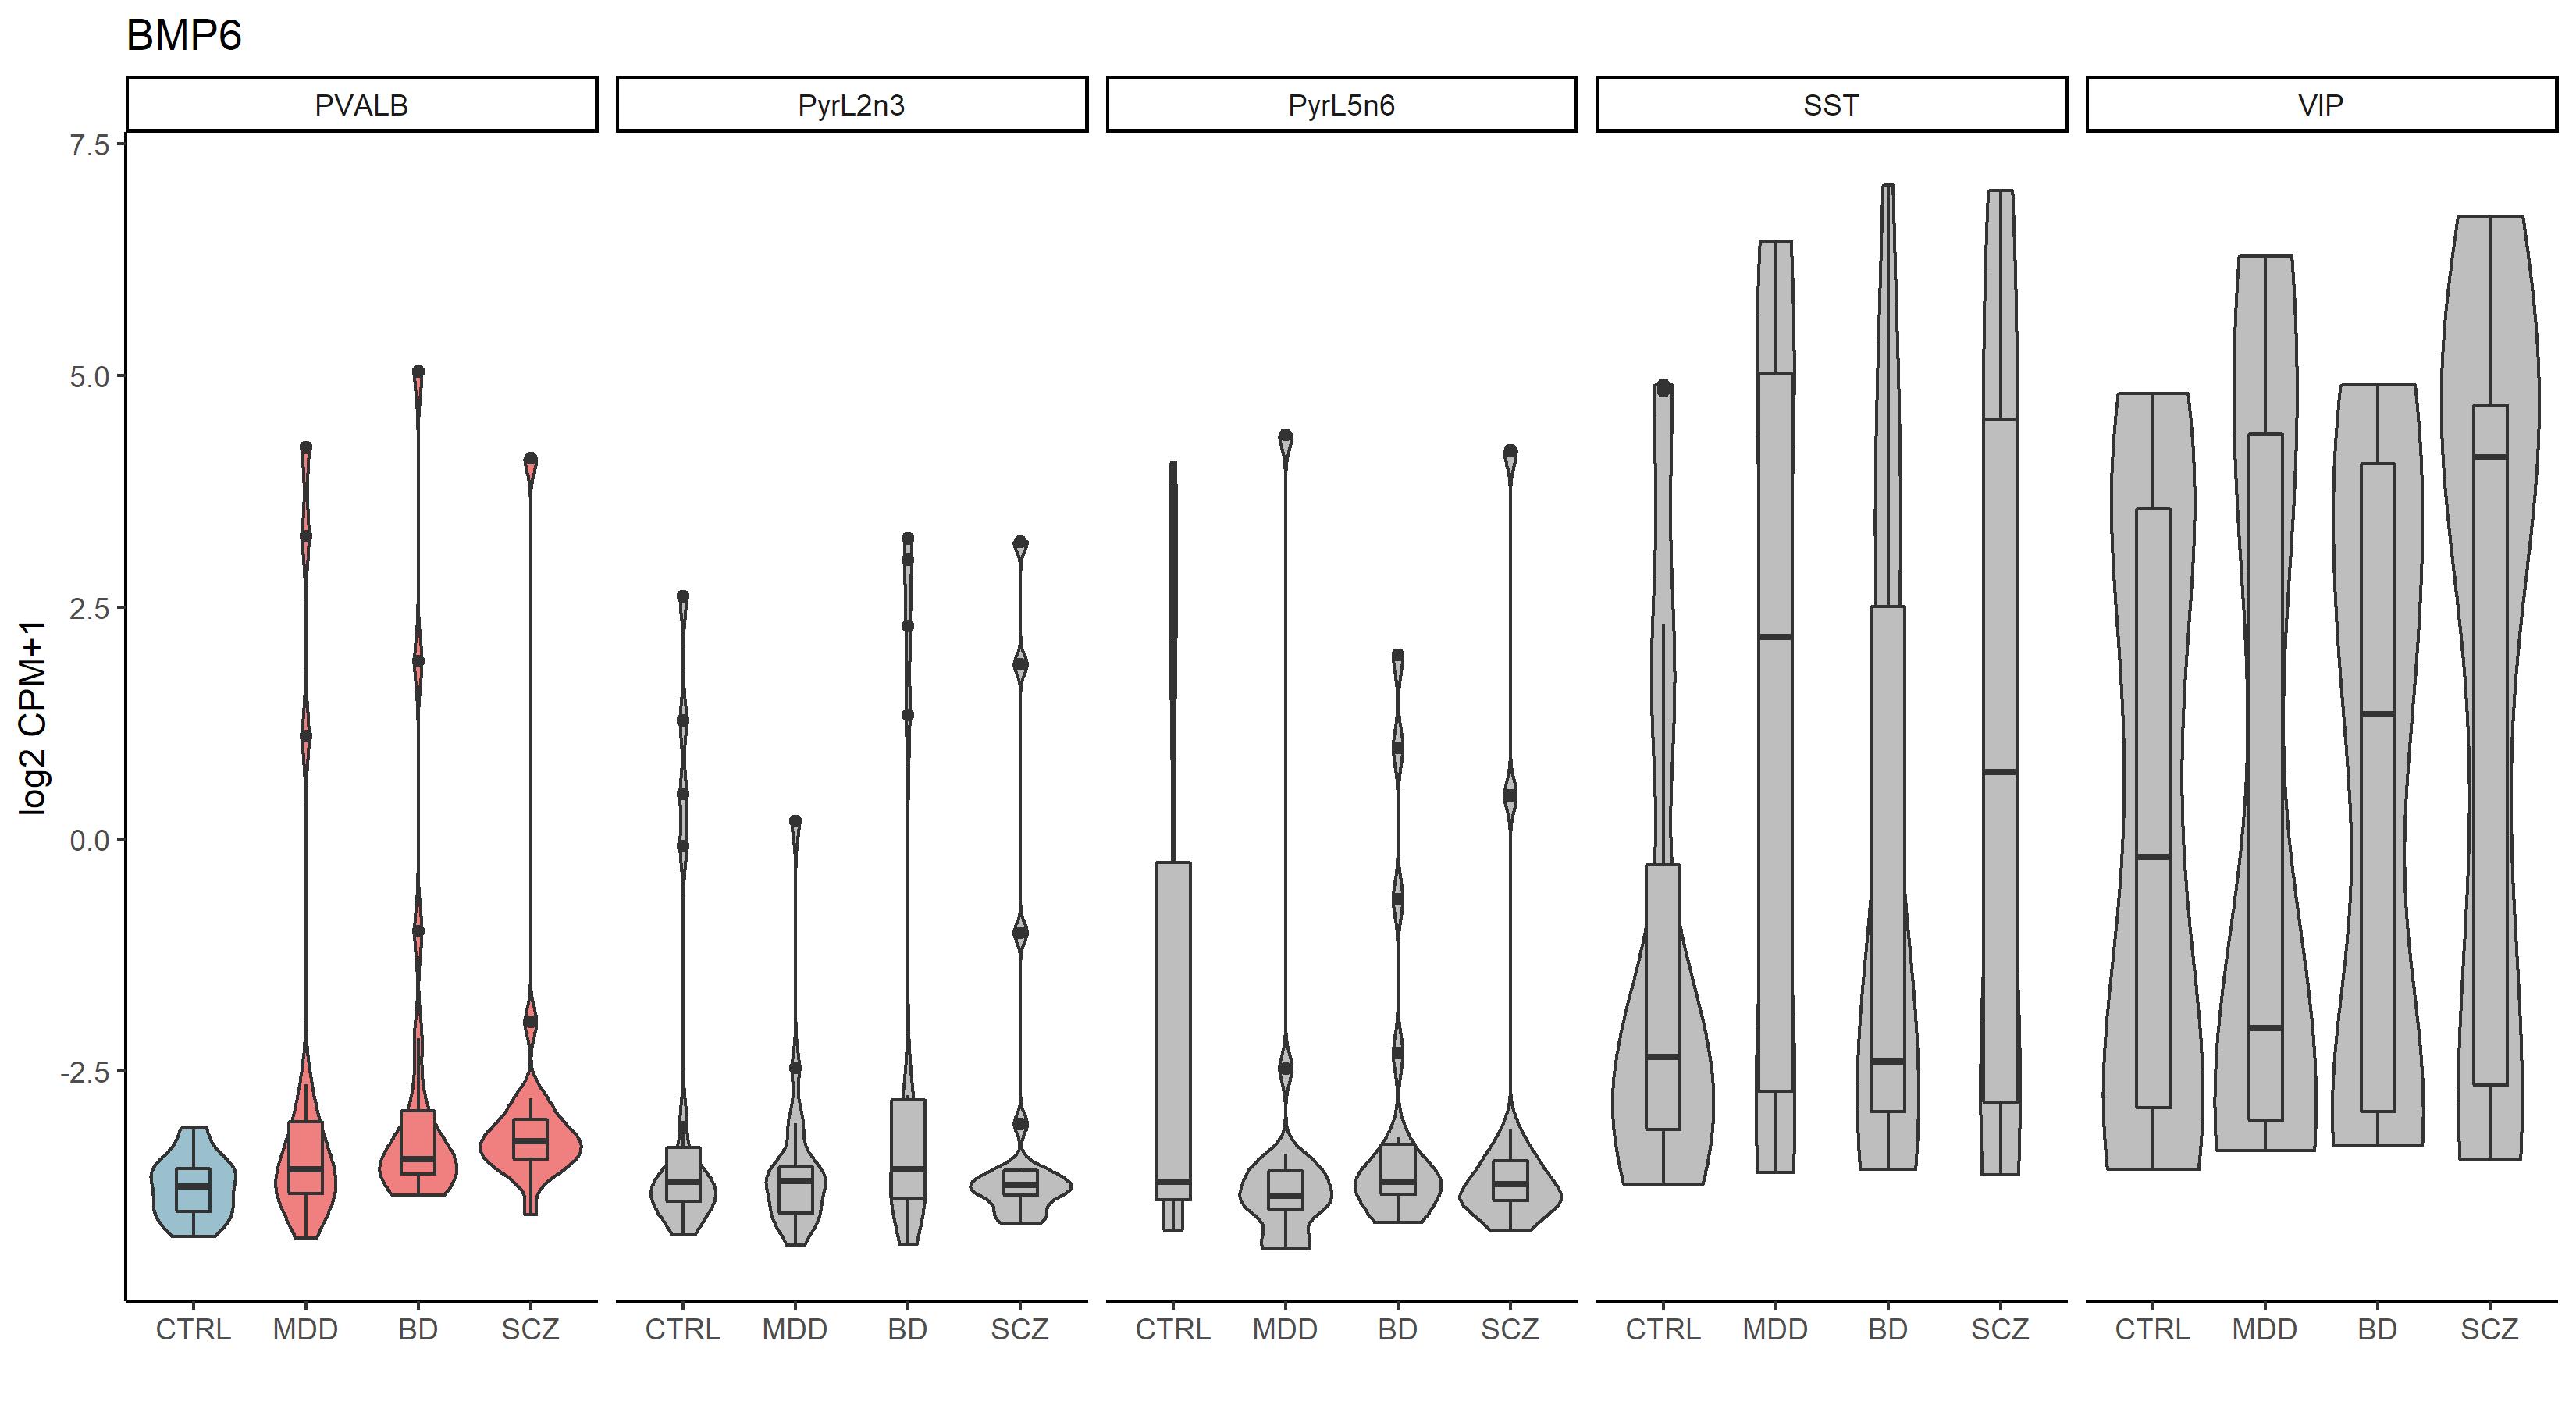 BMP6
PVALB PyrL2n3 PyrL5n6 SST VIP
7.5
5.0
2.5
0.0
-2.5
log2 CPM+1
CTRL MDD BD SCZ CTRL MDD BD SCZ CTRL MDD BD SCZ CTRL MDD BD SCZ CTRL MDD BD SCZ